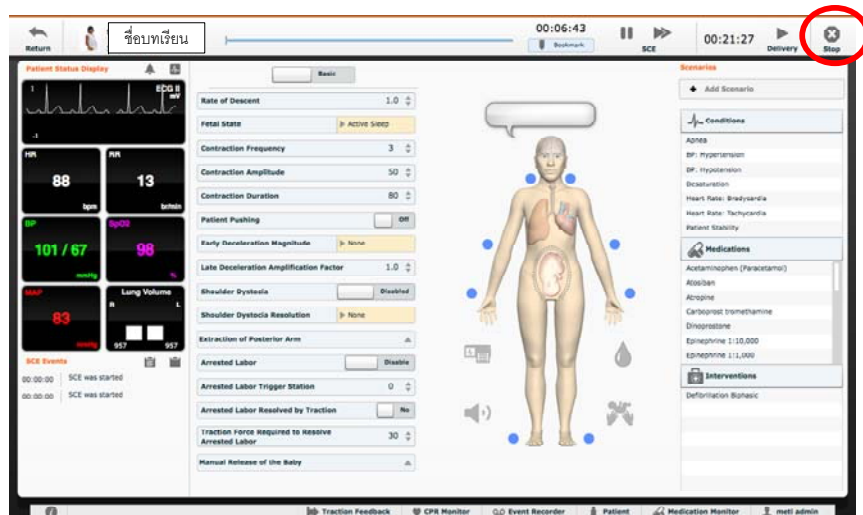 Return
ชื่อบทเรียน
00:06:43
Bookmark
SCE
00:21:27
Delivery
Stop
Patient Status Display
1
ECG II
mV
-1
HR
88
bpm
RR
13
br/min
BP
101 / 67
mmHg
SpO2
98
%
MAP
83
mmHg
Lung Volume
R L
957 957
SCE Events
00:00:00 SCE was started
00:00:00 SCE was started
Basic
Rate of Descent 1.0
Fetal State Active Sleep
Contraction Frequency 3
Contraction Amplitude 50
Contraction Duration 80
Patient Pushing Off
Early Deceleration Magnitude None
Late Deceleration Amplification Factor 1.0
Shoulder Dystocia Disabled
Shoulder Dystocia Resolution None
Extraction of Posterior Arm
Arrested Labor Disable
Arrested Labor Trigger Station 0
Arrested Labor Resolved by Traction No
Traction Force Required to Resolve
Arrested Labor 30
Manual Release of the Baby
Scenarios
Add Scenario
Conditions
Apnea
BP: Hypertension
BP: Hypotension
Desaturation
Heart Rate: Bradycardia
Heart Rate: Tachycardia
Patient Stability
Medications
Acetaminophen (Paracetamol)
Atosiban
Atropine
Carboprost tromethamine
Dinoprostone
Epinephrine 1:10,000
Epinephrine 1:1,000
Interventions
Defibrillation Biphasic
Traction Feedback CPR Monitor Event Recorder Patient Medication Monitor meti admin